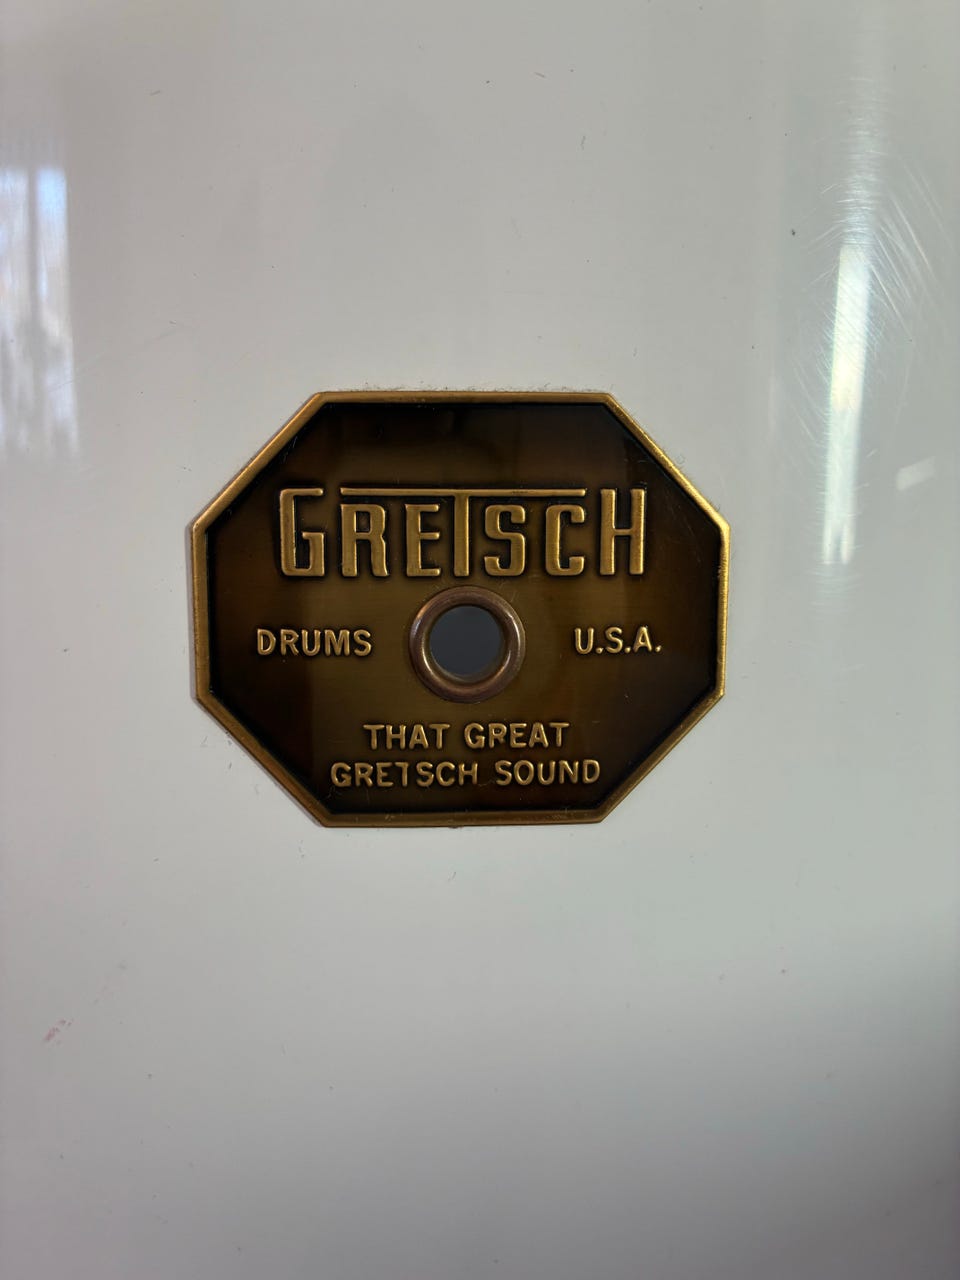 GRETSCH
DRUMS U.S.A.
THAT GREAT
GRETSCH SOUND